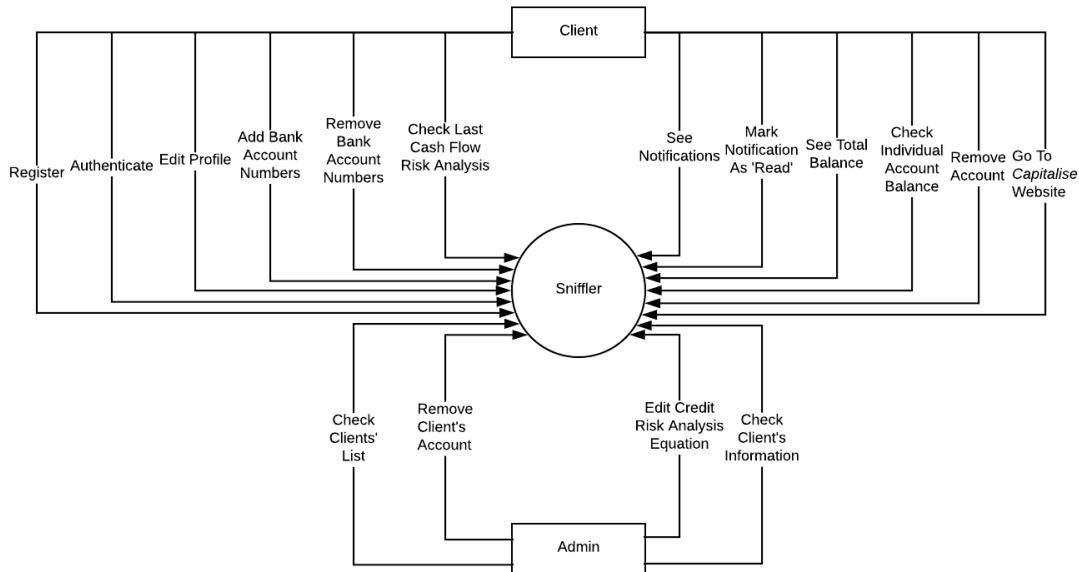 Client
Register
Authenticate
Edit Profile
Add Bank
Account
Numbers
Remove
Bank
Account
Numbers
Check Last
Cash Flow
Risk Analysis
See
Notifications
Mark
Notification
As 'Read'
See Total
Balance
Check
Individual
Account
Balance
Remove
Account
Go To
Capitalise
Website
Sniffler
Check
Clients'
List
Remove
Client's
Account
Edit Credit
Risk Analysis
Equation
Check
Client's
Information
Admin